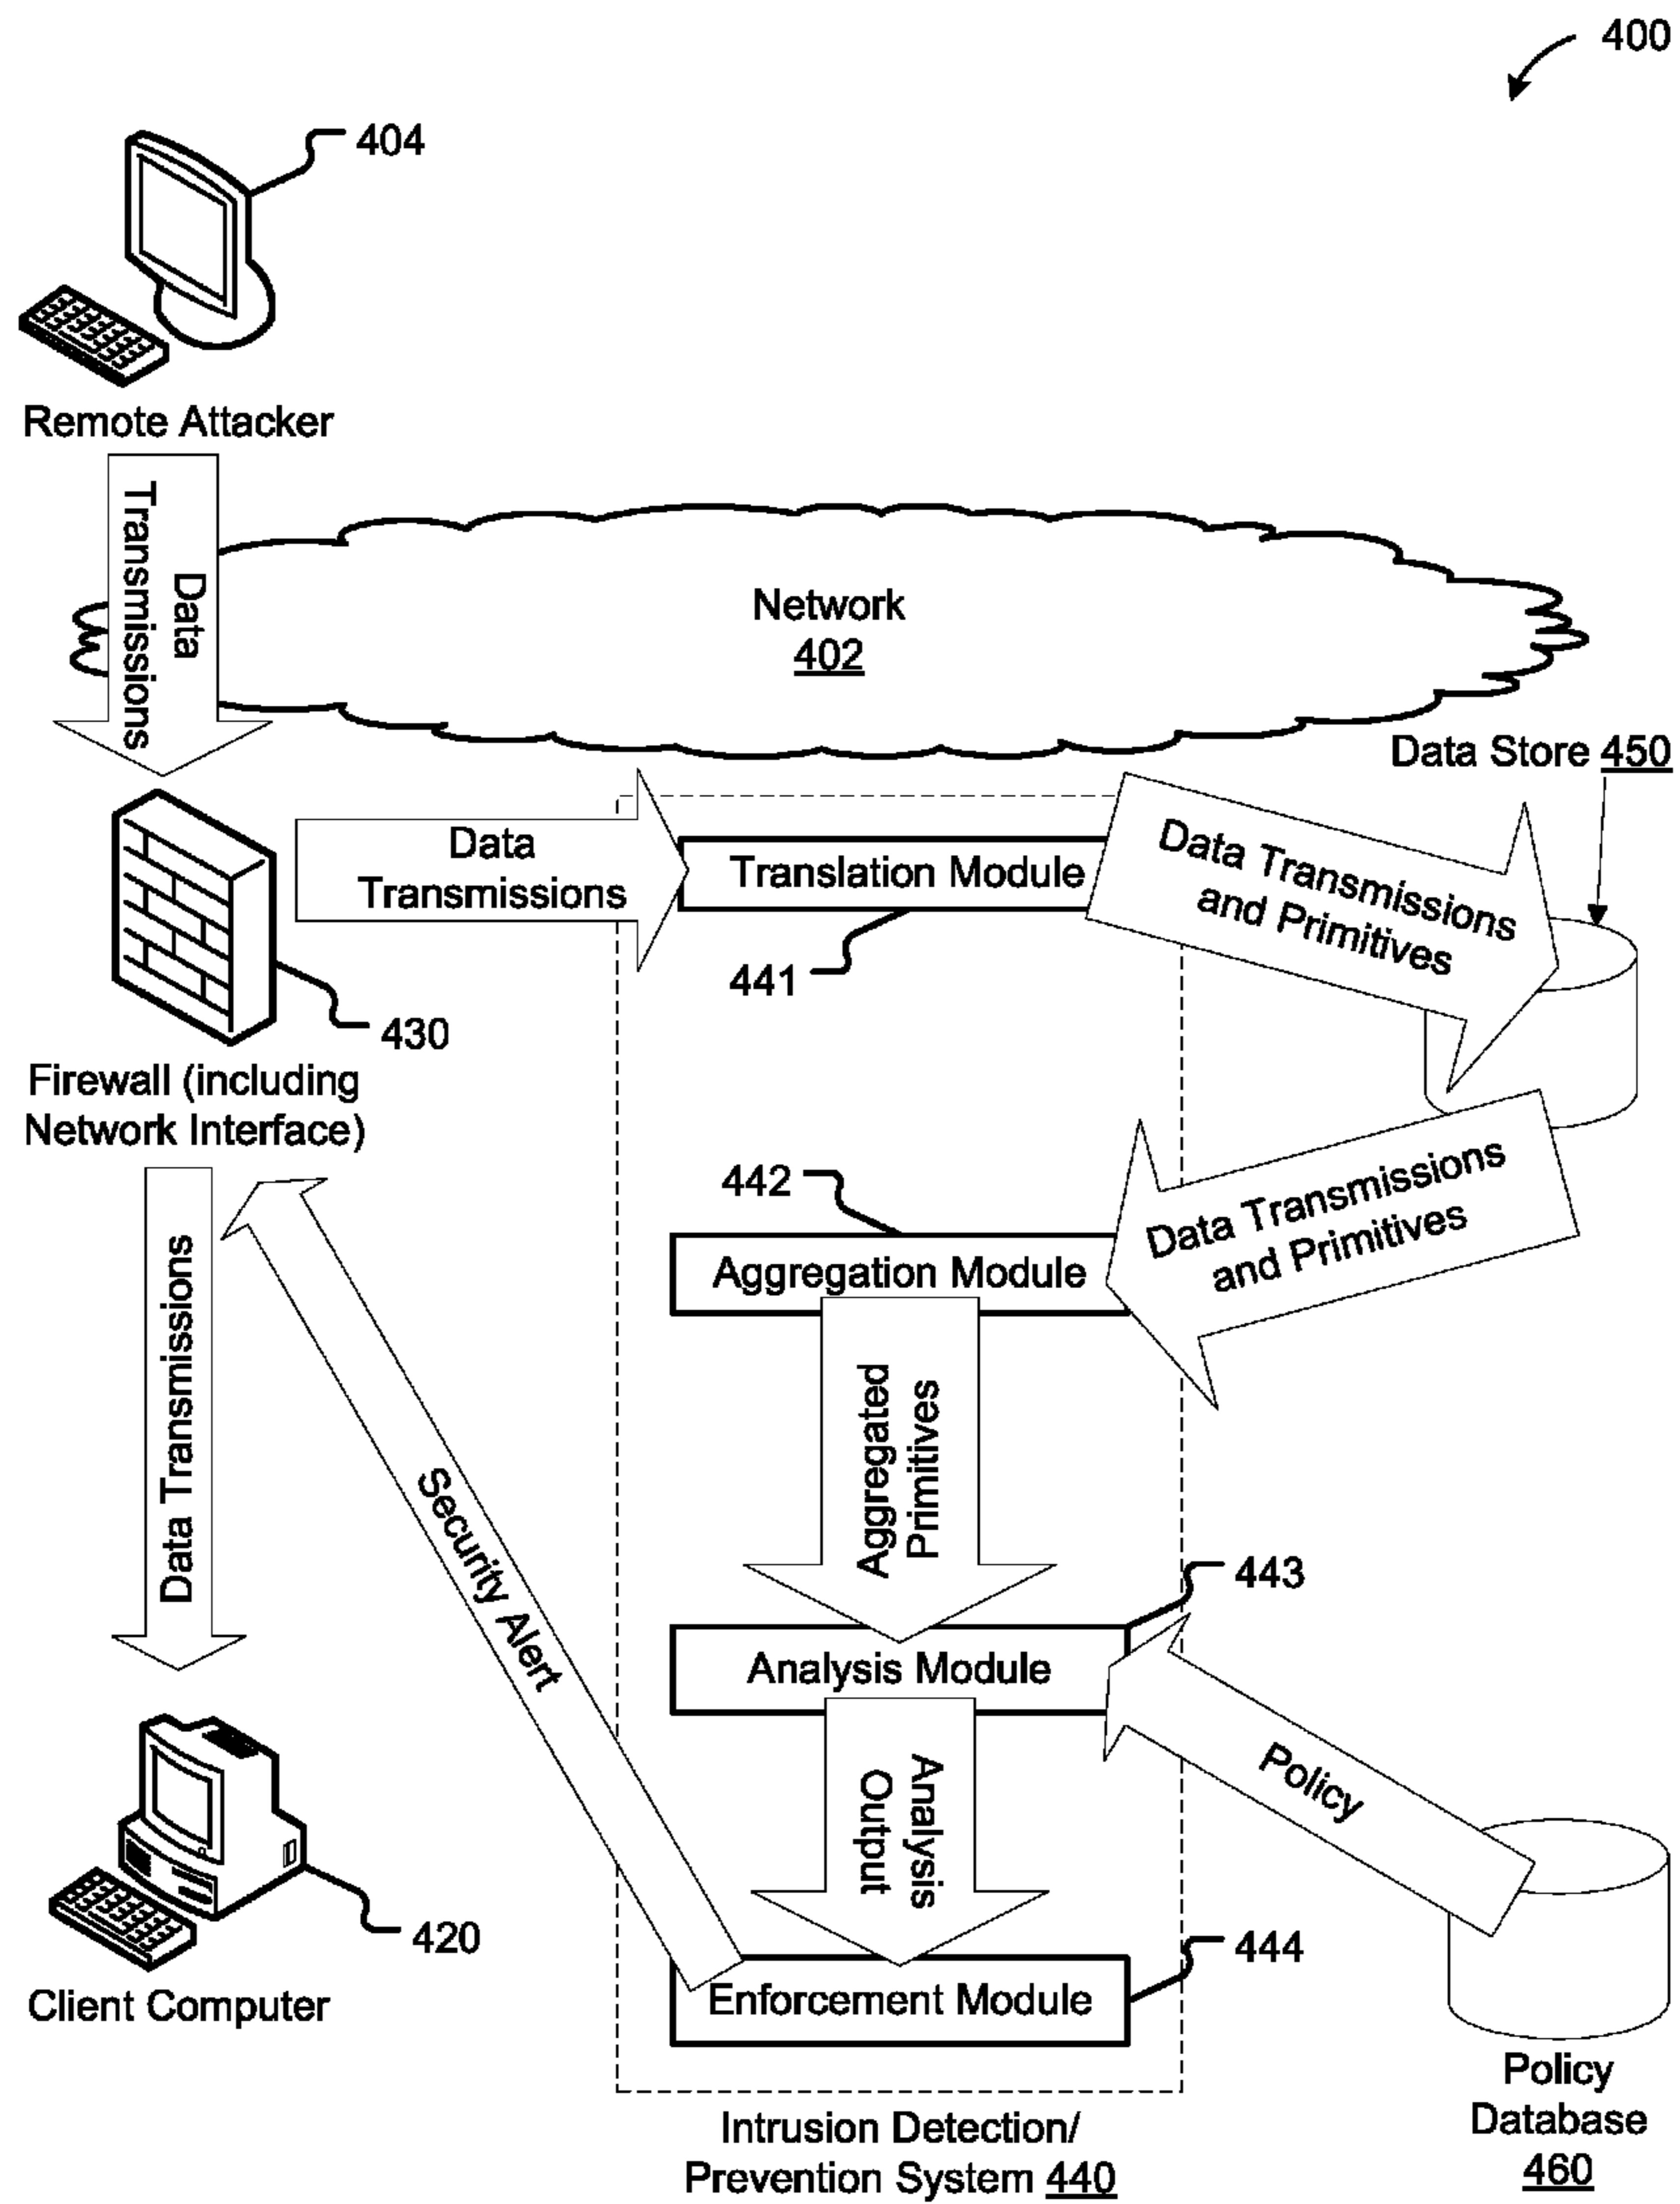 400
404
Remote Attacker
Data
Transmissions
Network
402
Data Store 450
Data
Transmissions
Translation Module
441
Data Transmissions
and Primitives
430
Firewall (including
Network Interface)
442
Aggregation Module
Data Transmissions
and Primitives
Data Transmissions
Security Alert
Aggregated
Primitives
443
Analysis Module
Policy
Analysis
Output
420
Client Computer
444
Enforcement Module
Intrusion Detection/
Prevention System 440
Policy
Database
460